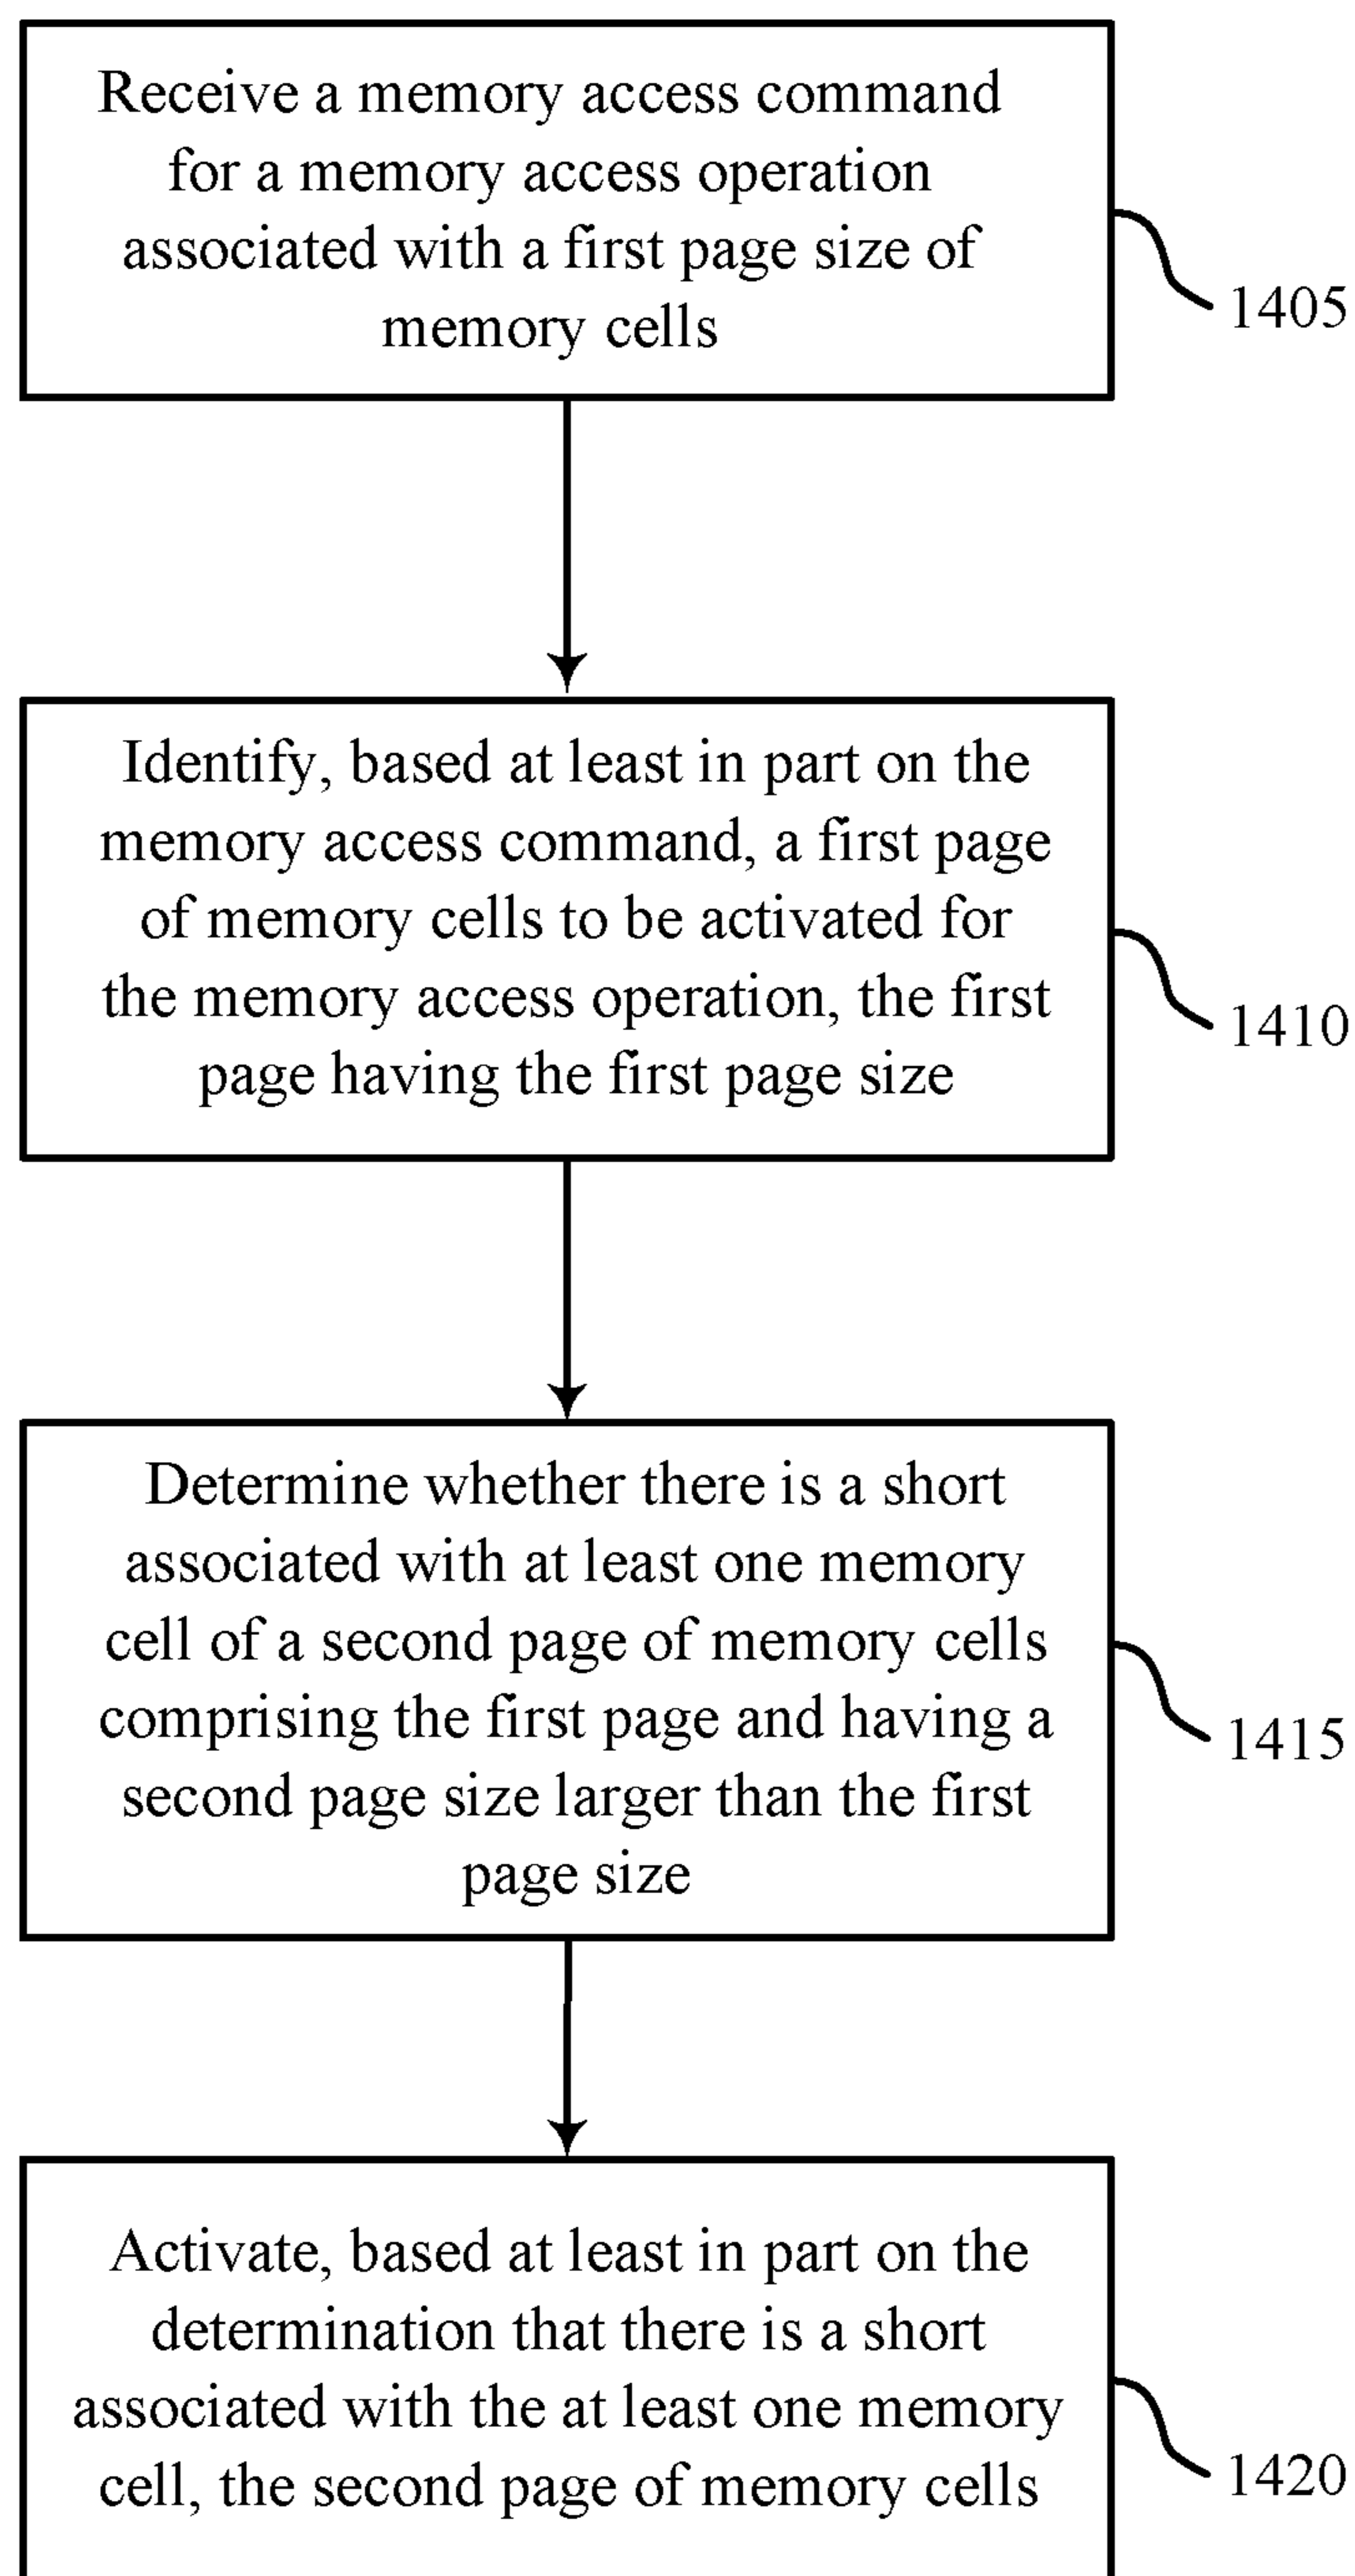 Receive a memory access command
for a memory access operation
associated with a first page size of
memory cells
1405
Identify, based at least in part on the
memory access command, a first page
of memory cells to be activated for
the memory access operation, the first
page having the first page size
1410
Determine whether there is a short
associated with at least one memory
cell of a second page of memory cells
comprising the first page and having a
second page size larger than the first
page size
1415
Activate, based at least in part on the
determination that there is a short
associated with the at least one memory
cell, the second page of memory cells
1420